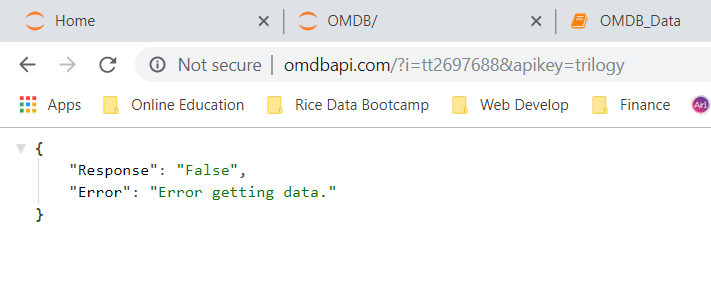 Home
OMDB/
OMDB_Data
Not secure | omdbapi.com/?i=tt2697688&apikey=trilogy
Apps Online Education Rice Data Bootcamp Web Develop Finance Air1
{
"Response": "False",
"Error": "Error getting data."
}